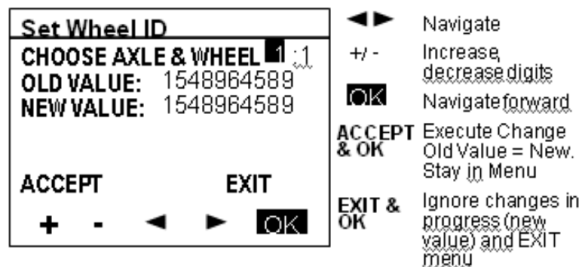 Set Wheel ID
CHOOSE AXLE & WHEEL 1 :1
OLD VALUE: 1548964589
NEW VALUE: 1548964589
ACCEPT EXIT
+ - ◄ ► OK
◄► Navigate
+/ - Increase,
decrease digits
OK Navigate forward
ACCEPT & OK Execute Change
Old Value = New.
Stay in Menu
EXIT & OK Ignore changes in
progress (new
value) and EXIT
menu